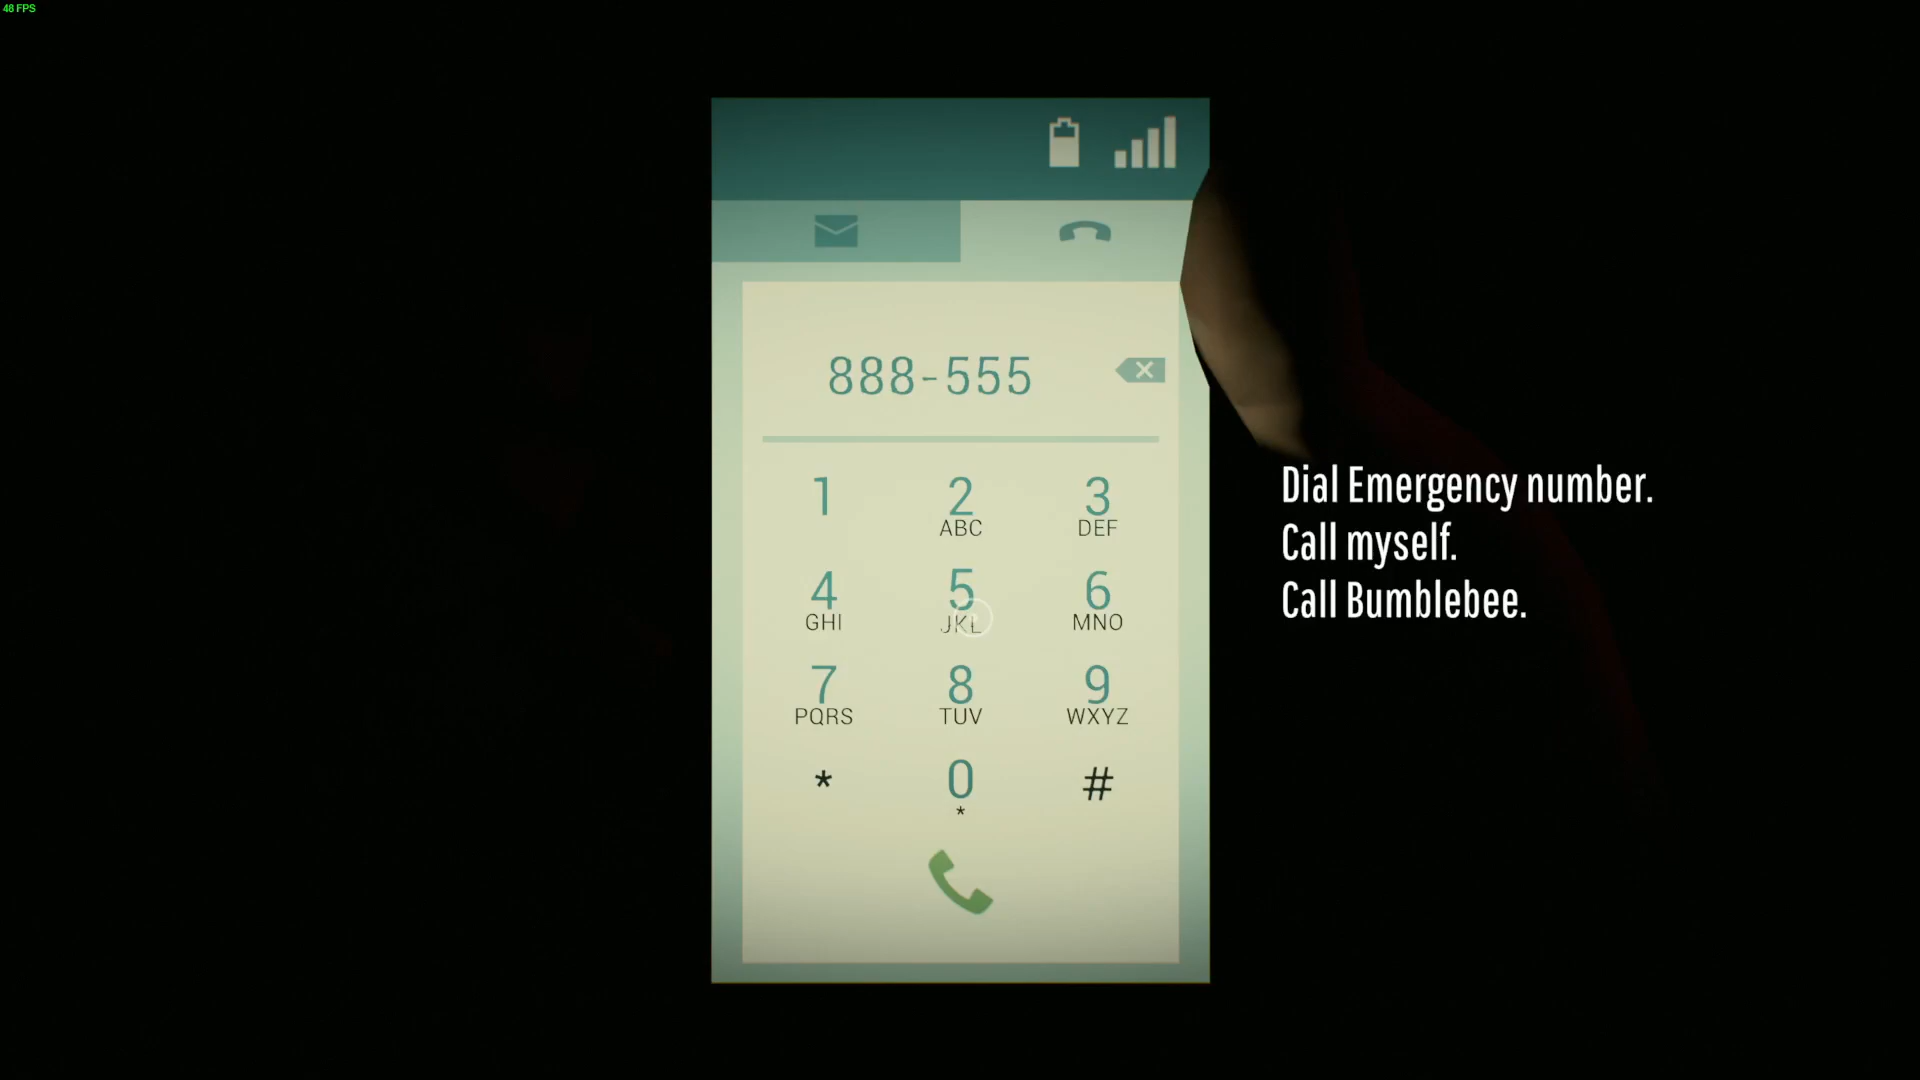 48 FPS
888-555
1
2
3
ABC
DEF
4
5
6
GHI
JKL
MNO
7
8
9
PQRS
TUV
WXYZ
*
0
#
*
Dial Emergency number.
Call myself.
Call Bumblebee.